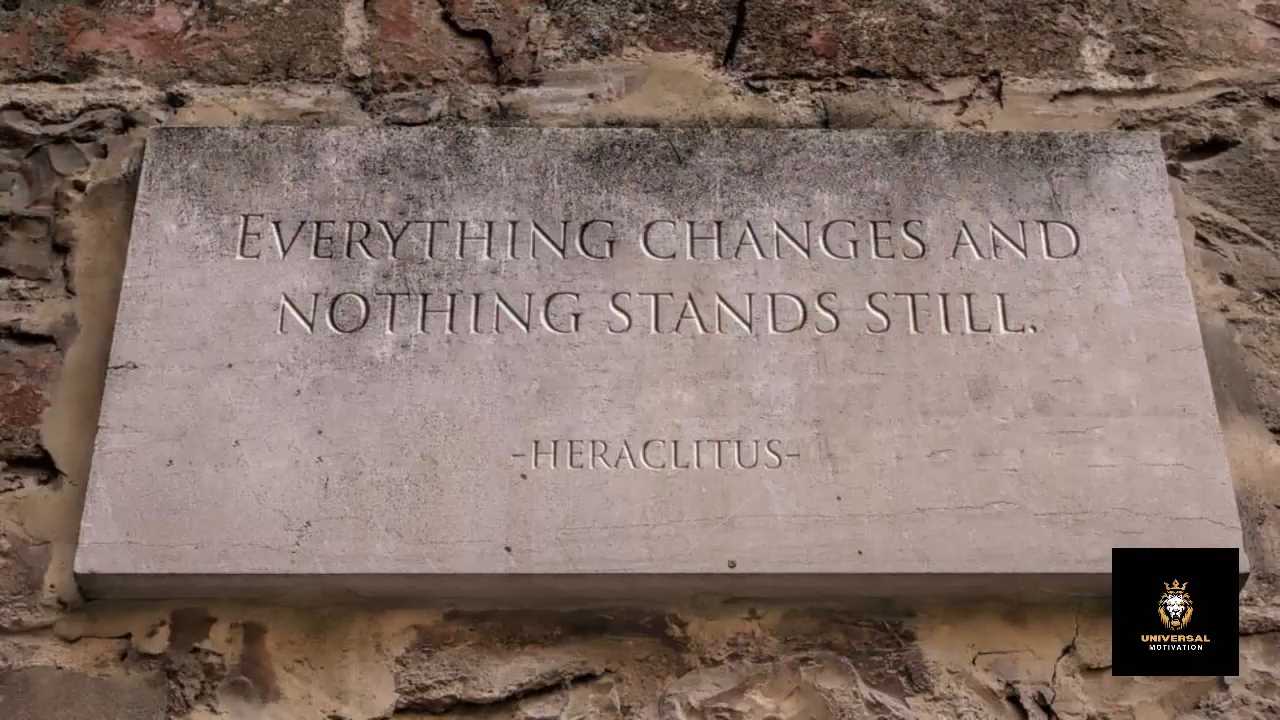 EVERYTHING CHANGES AND
NOTHING STANDS STILL.
-HERACLITUS-
UNIVERSAL
MOTIVATION